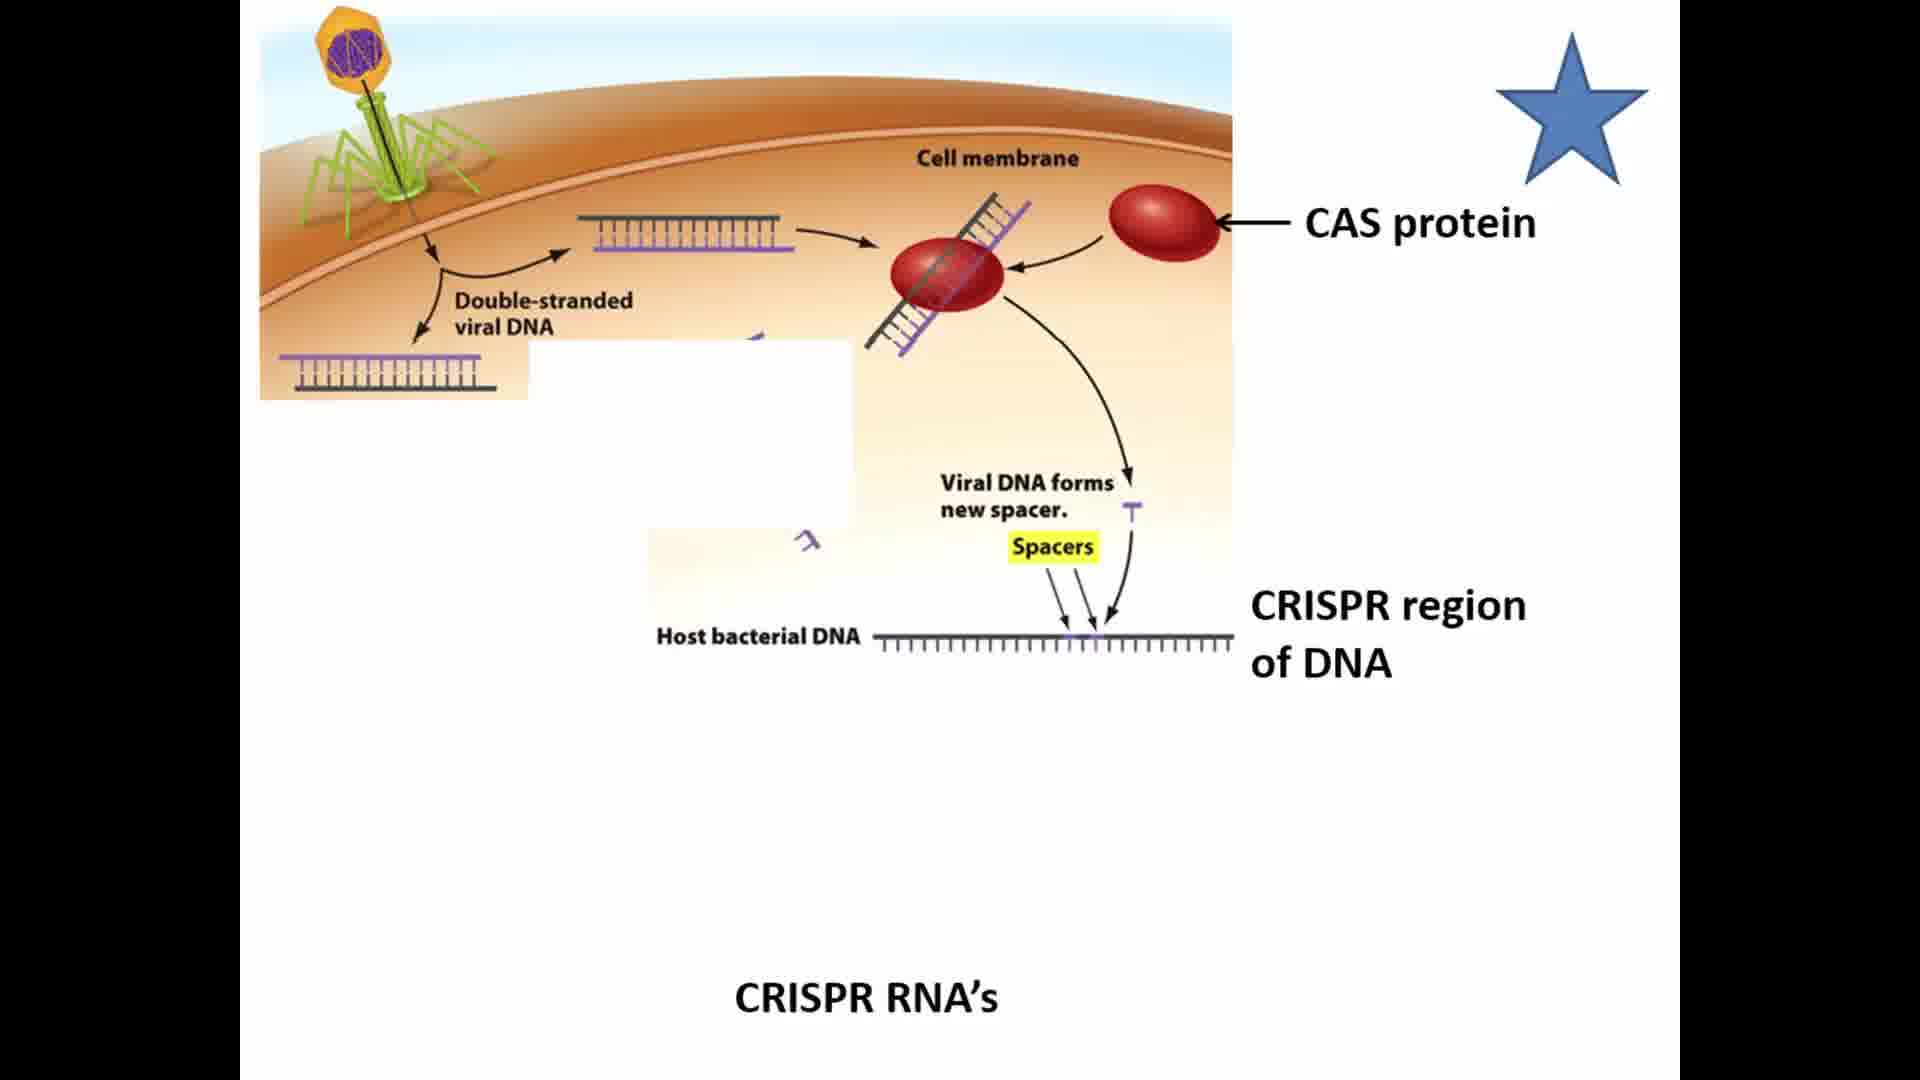 Cell membrane
CAS protein
Double-stranded
viral DNA
Viral DNA forms
new spacer.
Spacers
Host bacterial DNA
CRISPR region
of DNA
CRISPR RNA’s